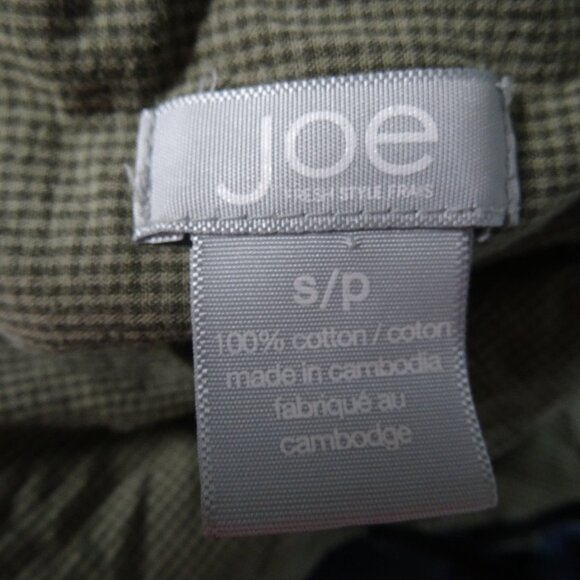 joe
FRESH STYLE FRAIS
s/p
100% cotton / coton
made in cambodia
fabriqué au
cambodge